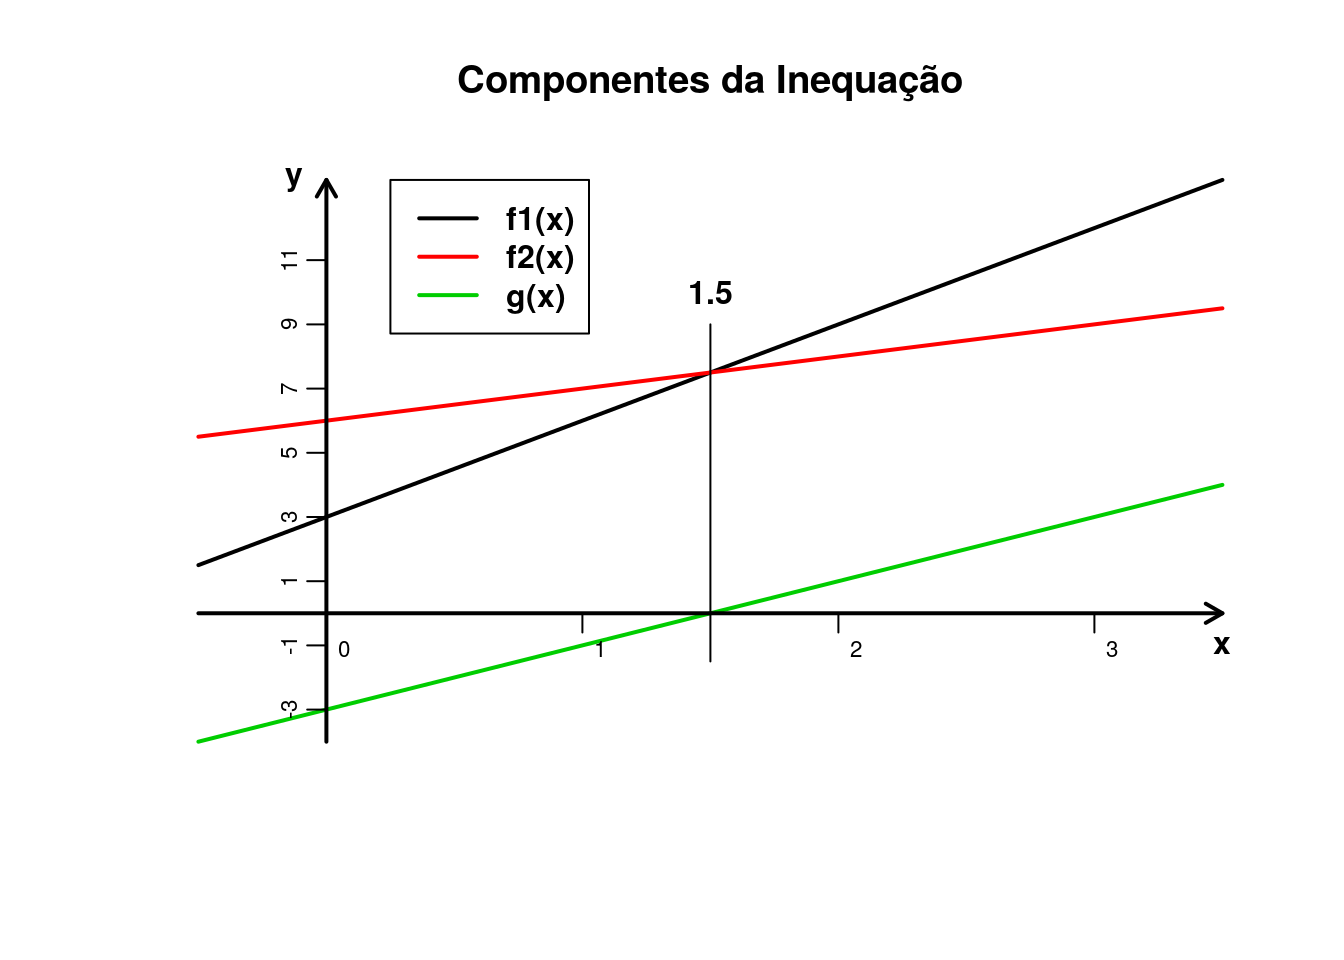 Componentes da Inequação
y
f1(x)
f2(x)
g(x)
1.5
11
9
7
5
3
1
-1
-3
0
1
2
3
x